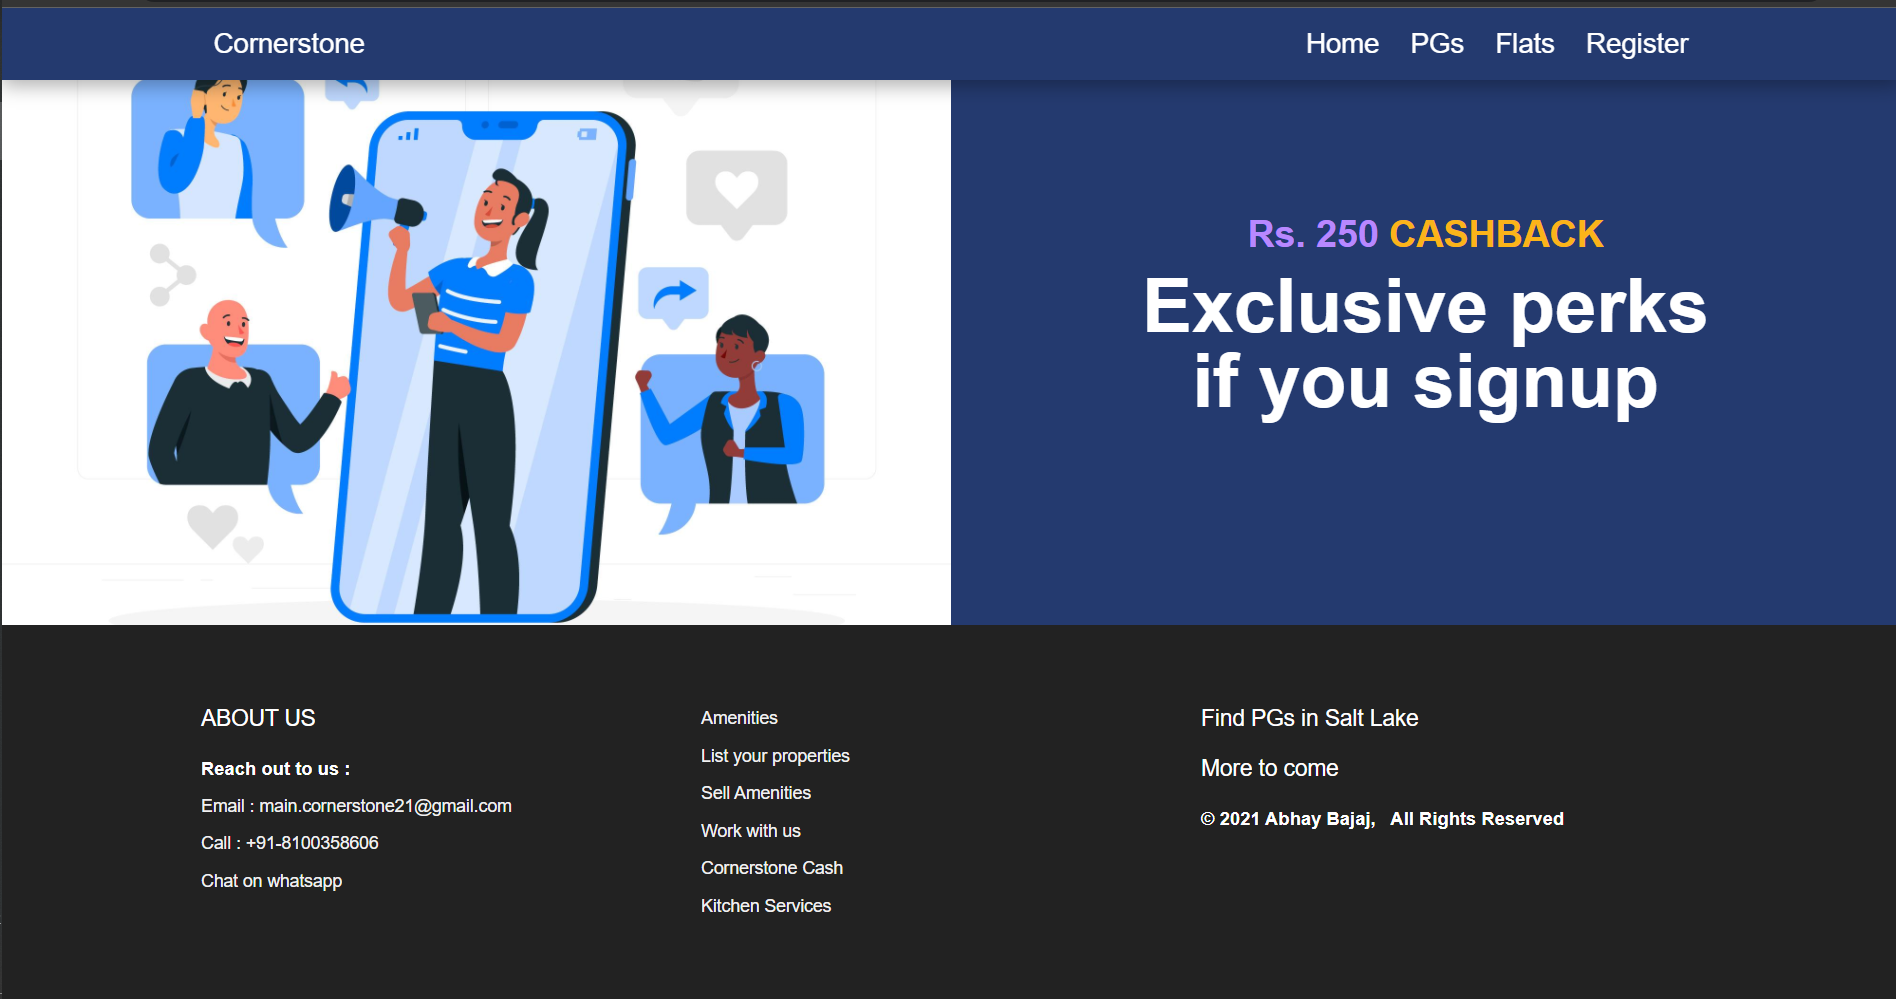 Cornerstone
Home PGs Flats Register
Rs. 250 CASHBACK
Exclusive perks
if you signup
ABOUT US
Reach out to us :
Email : main.cornerstone21@gmail.com
Call : +91-8100358606
Chat on whatsapp
Amenities
List your properties
Sell Amenities
Work with us
Cornerstone Cash
Kitchen Services
Find PGs in Salt Lake
More to come
© 2021 Abhay Bajaj, All Rights Reserved